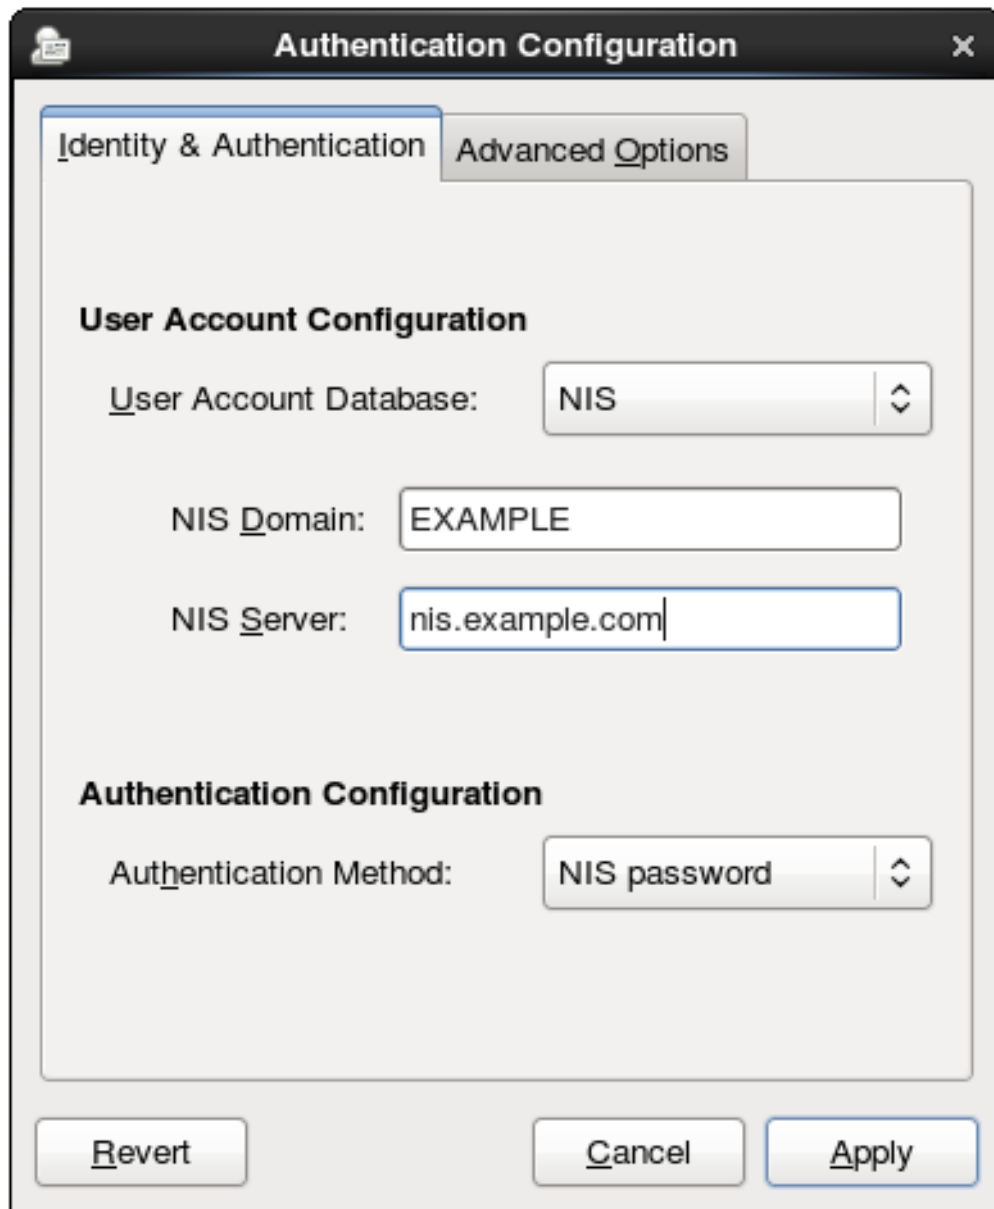 Authentication Configuration
Identity & Authentication
Advanced Options
User Account Configuration
User Account Database: NIS
NIS Domain: EXAMPLE
NIS Server: nis.example.com
Authentication Configuration
Authentication Method: NIS password
Revert Cancel Apply